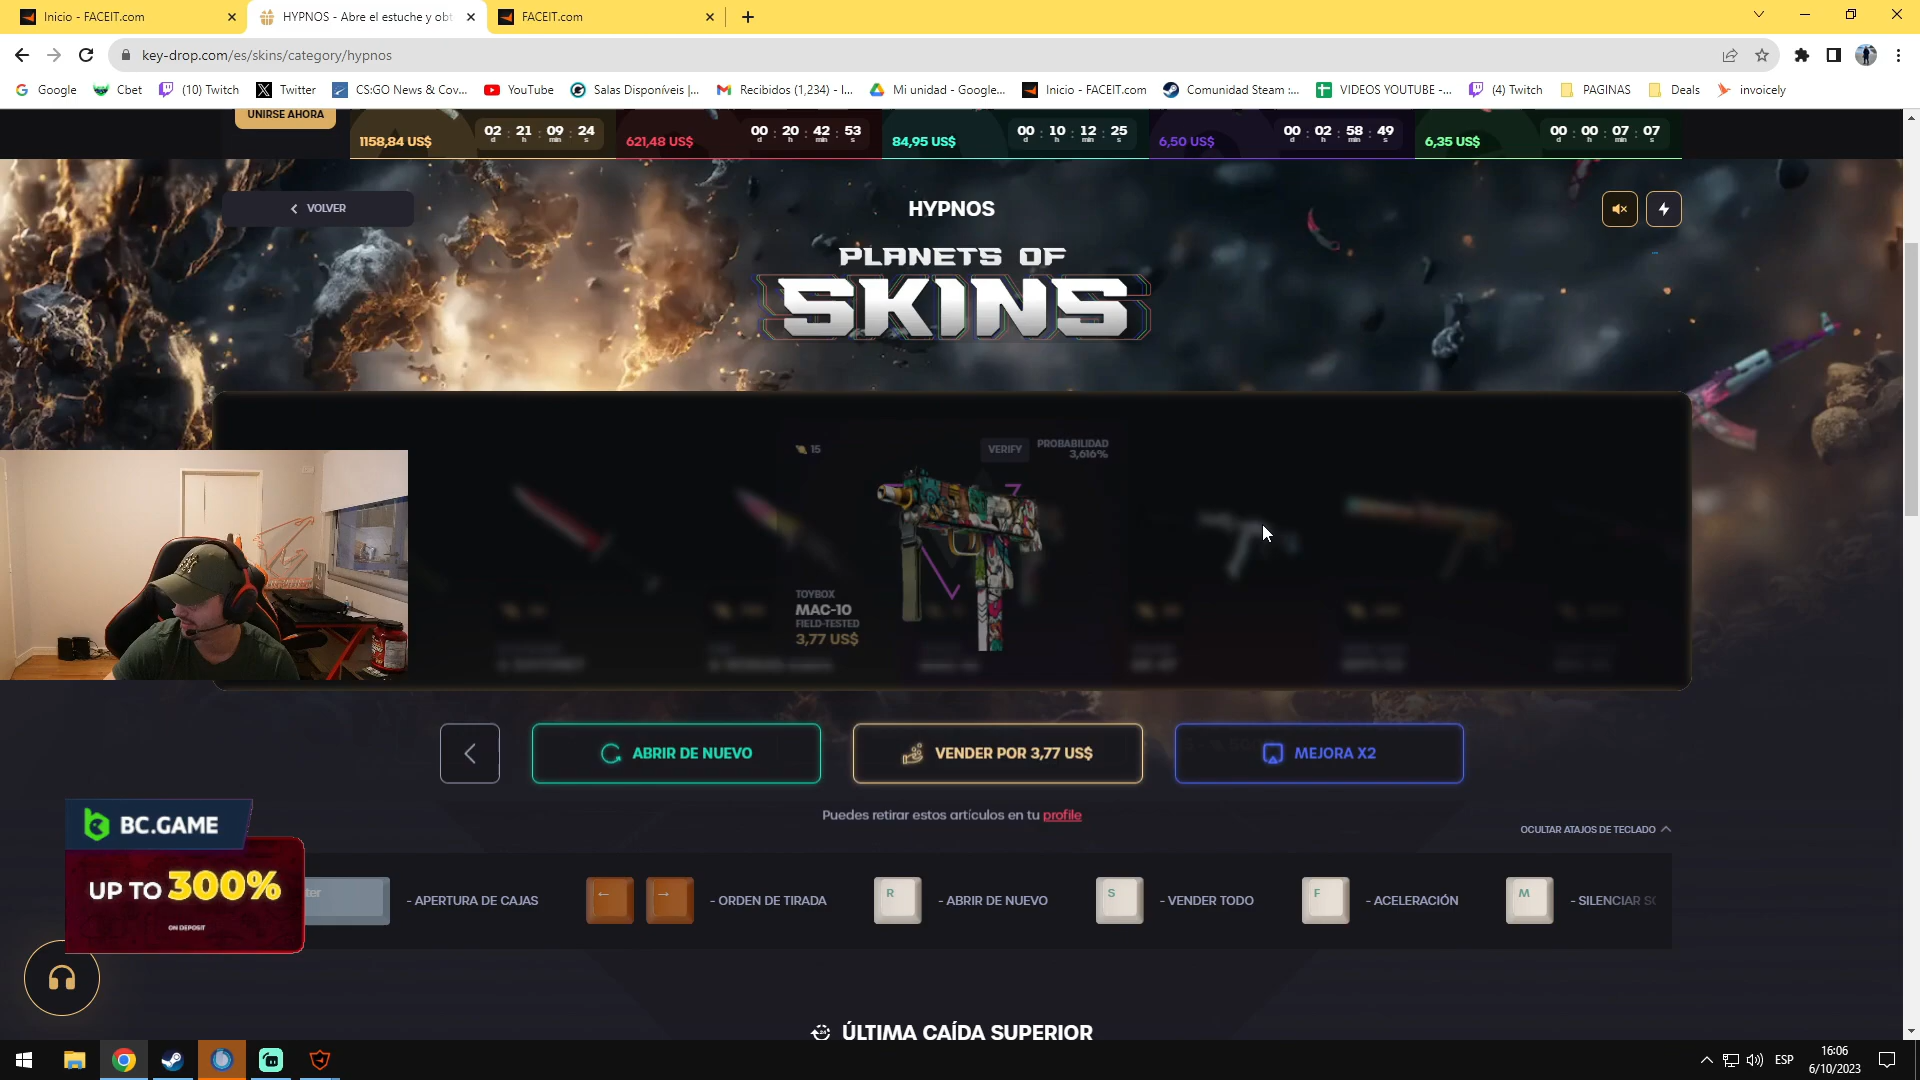 Inicio - FACEIT.com
HYPNOS - Abre el estuche y obt
FACEIT.com
key-drop.com/es/skins/category/hypnos
Google
Cbet
(10) Twitch
Twitter
CS:GO News & Cov...
YouTube
Salas Disponíveis |...
Recibidos (1,234) - I...
Mi unidad - Google...
Inicio - FACEIT.com
Comunidad Steam :...
VIDEOS YOUTUBE -...
(4) Twitch
PAGINAS
Deals
invoicely
UNIRSE AHORA
1158,84 US$
02 : 21 : 09 : 24
d h min s
621,48 US$
00 : 20 : 42 : 53
d h min s
84,95 US$
00 : 10 : 12 : 25
d h min s
6,50 US$
00 : 02 : 58 : 49
d h min s
6,35 US$
00 : 00 : 07 : 07
d h min s
VOLVER
HYPNOS
PLANETS OF
SKINS
15
VERIFY
PROBABILIDAD
3,616%
TOYBOX
MAC-10
FIELD-TESTED
3,77 US$
ABRIR DE NUEVO
VENDER POR 3,77 US$
MEJORA X2
Puedes retirar estos artículos en tu profile
OCULTAR ATAJOS DE TECLADO
BC.GAME
UP TO 300%
ON DEPOSIT
- APERTURA DE CAJAS
- ORDEN DE TIRADA
R
- ABRIR DE NUEVO
S
- VENDER TODO
F
- ACELERACIÓN
M
- SILENCIAR SO
ÚLTIMA CAÍDA SUPERIOR
ESP
16:06
6/10/2023